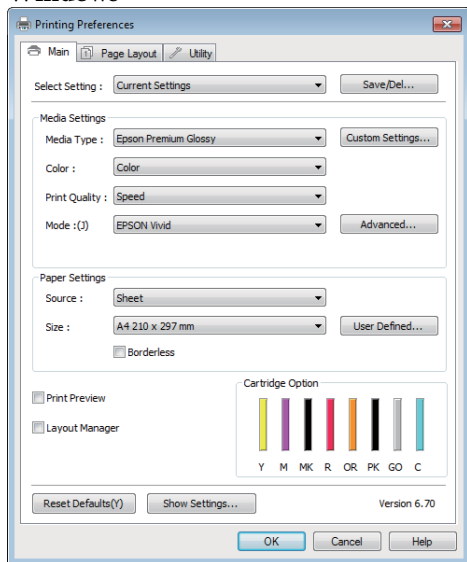 Printing Preferences
Main Page Layout Utility
Select Setting : Current Settings Save/Del...
Media Settings
Media Type : Epson Premium Glossy Custom Settings...
Color : Color
Print Quality : Speed
Mode :(J) EPSON Vivid Advanced...
Paper Settings
Source : Sheet
Size : A4 210 x 297 mm User Defined...
Borderless
Print Preview
Layout Manager
Cartridge Option
Y M MK R OR PK GO C
Reset Defaults(Y) Show Settings... Version 6.70
OK Cancel Help